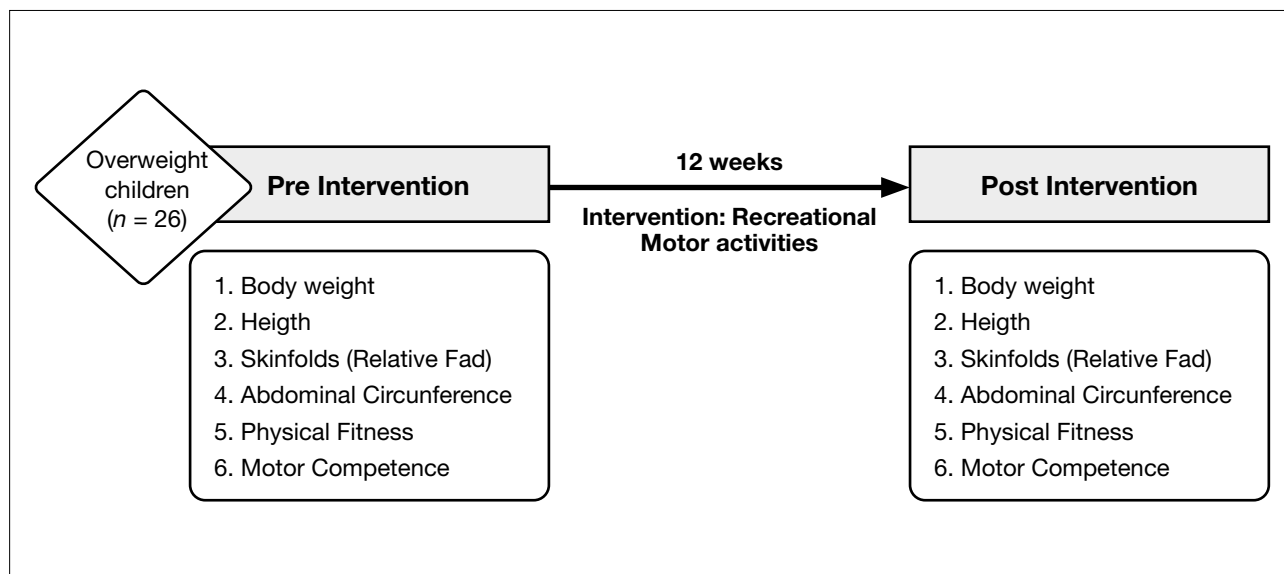 Overweight
children
(n = 26)
Pre Intervention
12 weeks
Intervention: Recreational
Motor activities
Post Intervention
1. Body weight
2. Heigth
3. Skinfolds (Relative Fad)
4. Abdominal Circunference
5. Physical Fitness
6. Motor Competence
1. Body weight
2. Heigth
3. Skinfolds (Relative Fad)
4. Abdominal Circunference
5. Physical Fitness
6. Motor Competence